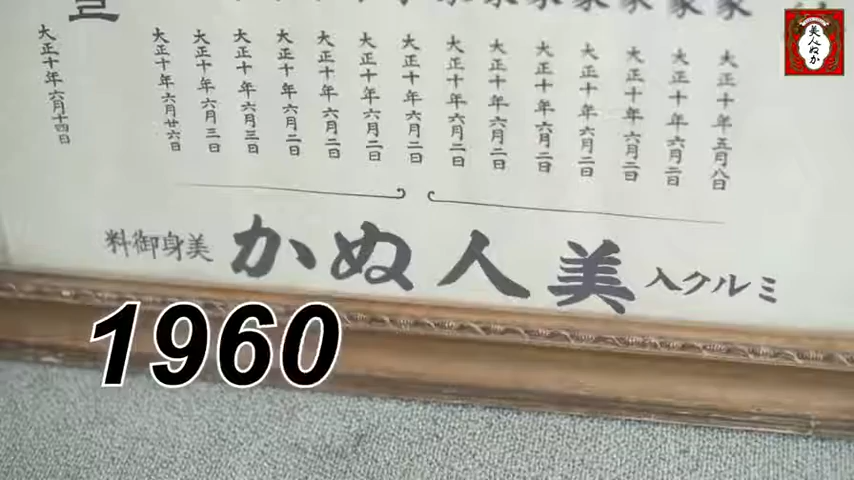 美人ぬか
大正十年五月八日
大正十年六月二日
大正十年六月二日
大正十年六月二日
大正十年六月二日
大正十年六月二日
大正十年六月二日
大正十年六月二日
大正十年六月二日
大正十年六月二日
大正十年六月二日
大正十年六月三日
大正十年六月三日
大正十年六月廿六日
大正十年六月十四日
ミルク入 美人ぬか 美身御料
1960